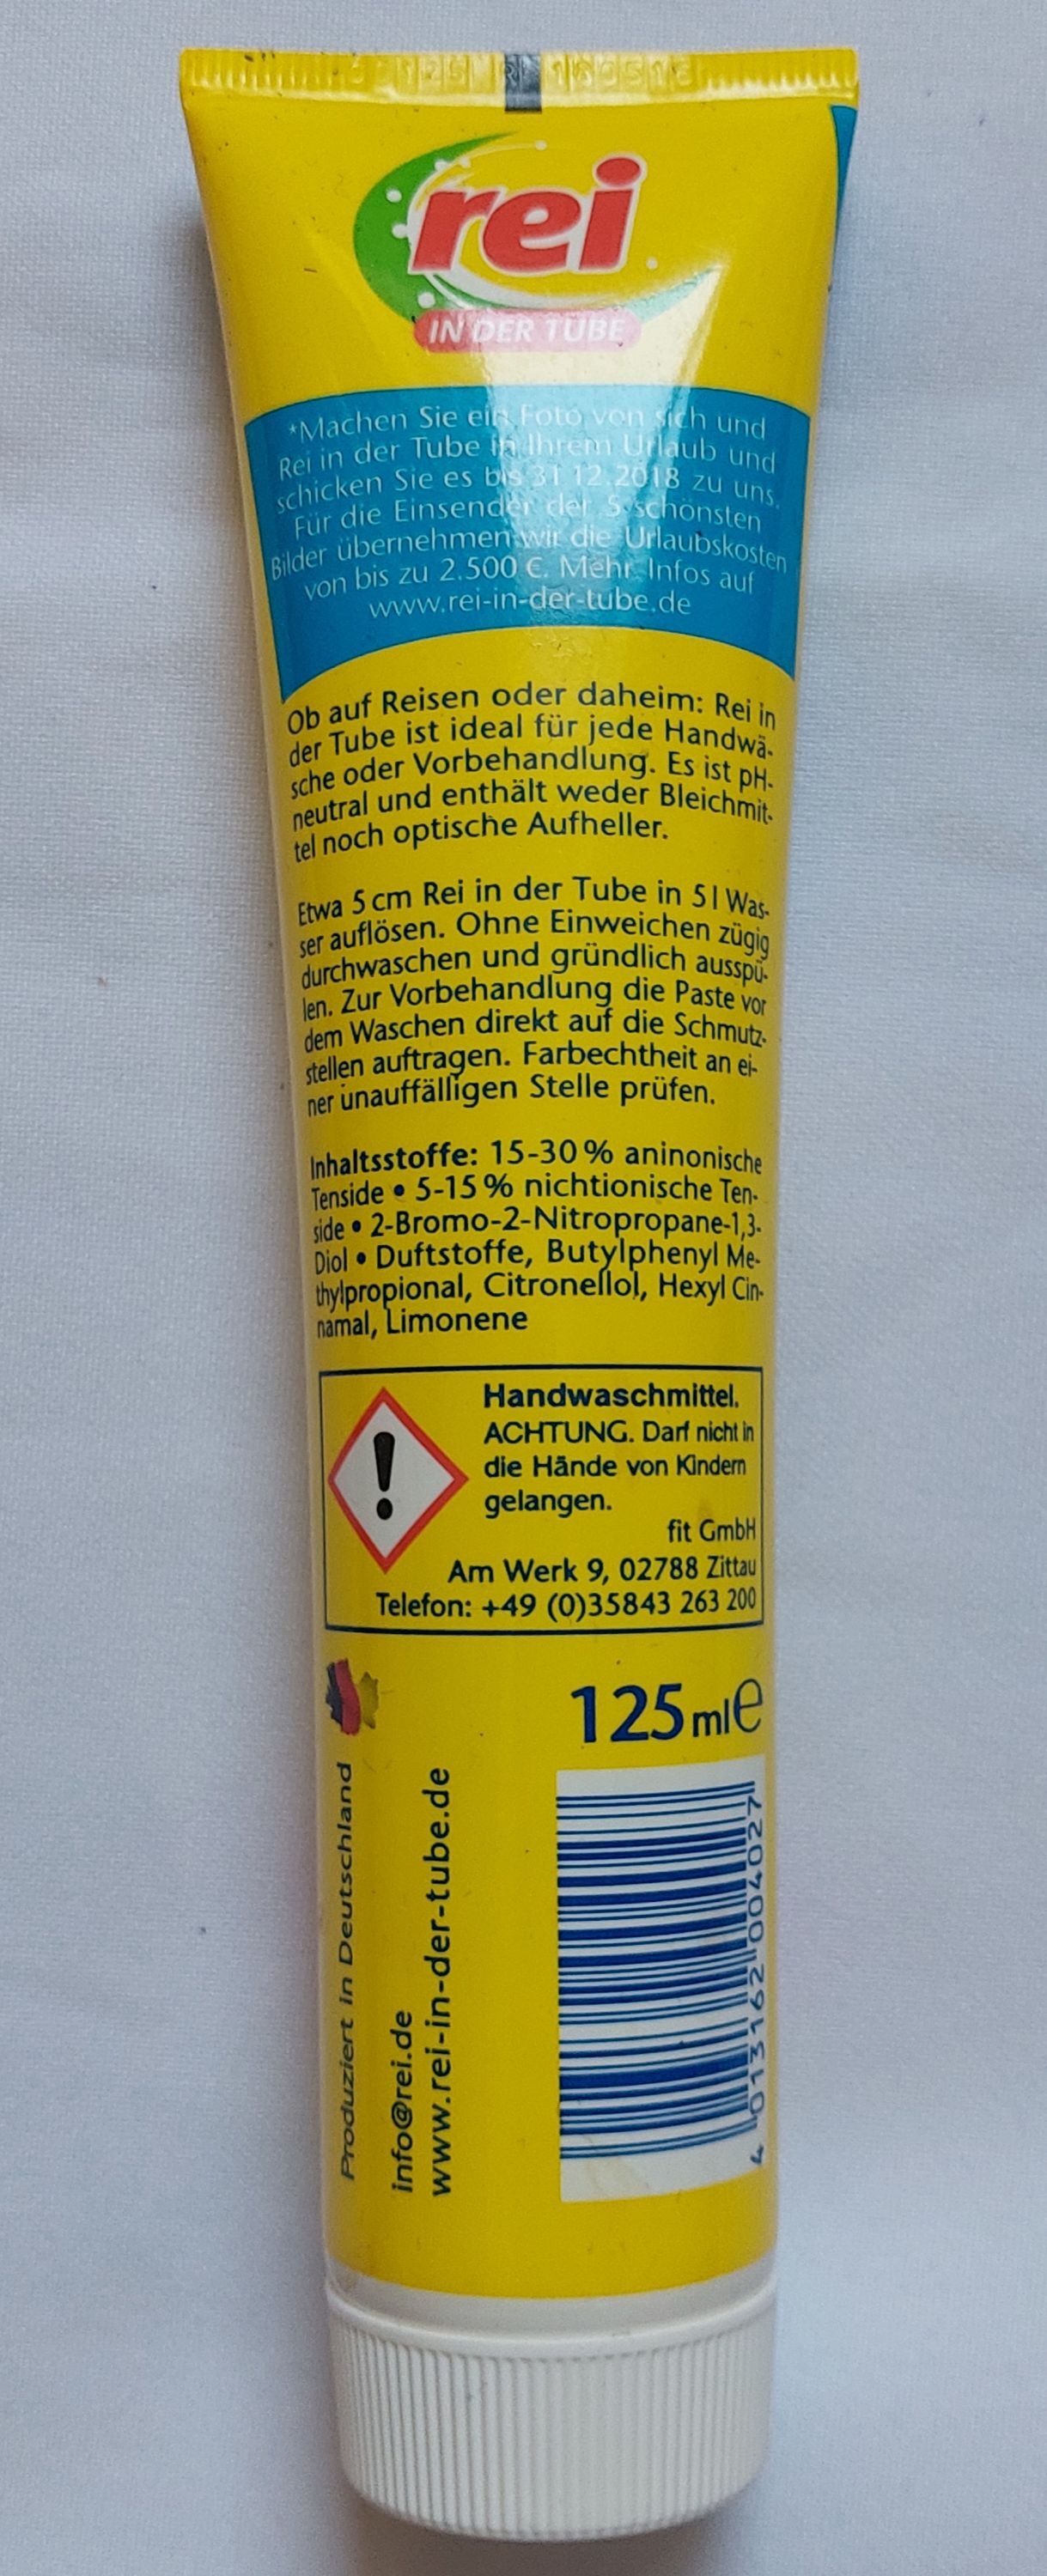 rei
IN DER TUBE
*Machen Sie ein Foto von sich und
Rei in der Tube in Ihrem Urlaub und
schicken Sie es bis 31.12.2018 zu uns.
Für die Einsender der 5 schönsten
Bilder übernehmen wir die Urlaubskosten
von bis zu 2.500 €. Mehr Infos auf
www.rei-in-der-tube.de
Ob auf Reisen oder daheim: Rei in
der Tube ist ideal für jede Handwä-
sche oder Vorbehandlung. Es ist pH-
neutral und enthält weder Bleichmit-
tel noch optische Aufheller.
Etwa 5 cm Rei in der Tube in 5 l Was-
ser auflösen. Ohne Einweichen zügig
durchwaschen und gründlich ausspü-
len. Zur Vorbehandlung die Paste vor
dem Waschen direkt auf die Schmutz-
stellen auftragen. Farbechtheit an ei-
ner unauffälligen Stelle prüfen.
Inhaltsstoffe: 15-30 % aninonische
Tenside • 5-15 % nichtionische Ten-
side • 2-Bromo-2-Nitropropane-1,3-
Diol • Duftstoffe, Butylphenyl Me-
thylpropional, Citronellol, Hexyl Cin-
namal, Limonene
Handwaschmittel.
ACHTUNG. Darf nicht in
die Hände von Kindern
gelangen.
fit GmbH
Am Werk 9, 02788 Zittau
Telefon: +49 (0)35843 263 200
125 ml e
Produziert in Deutschland
info@rei.de
www.rei-in-der-tube.de
4 013162 004027